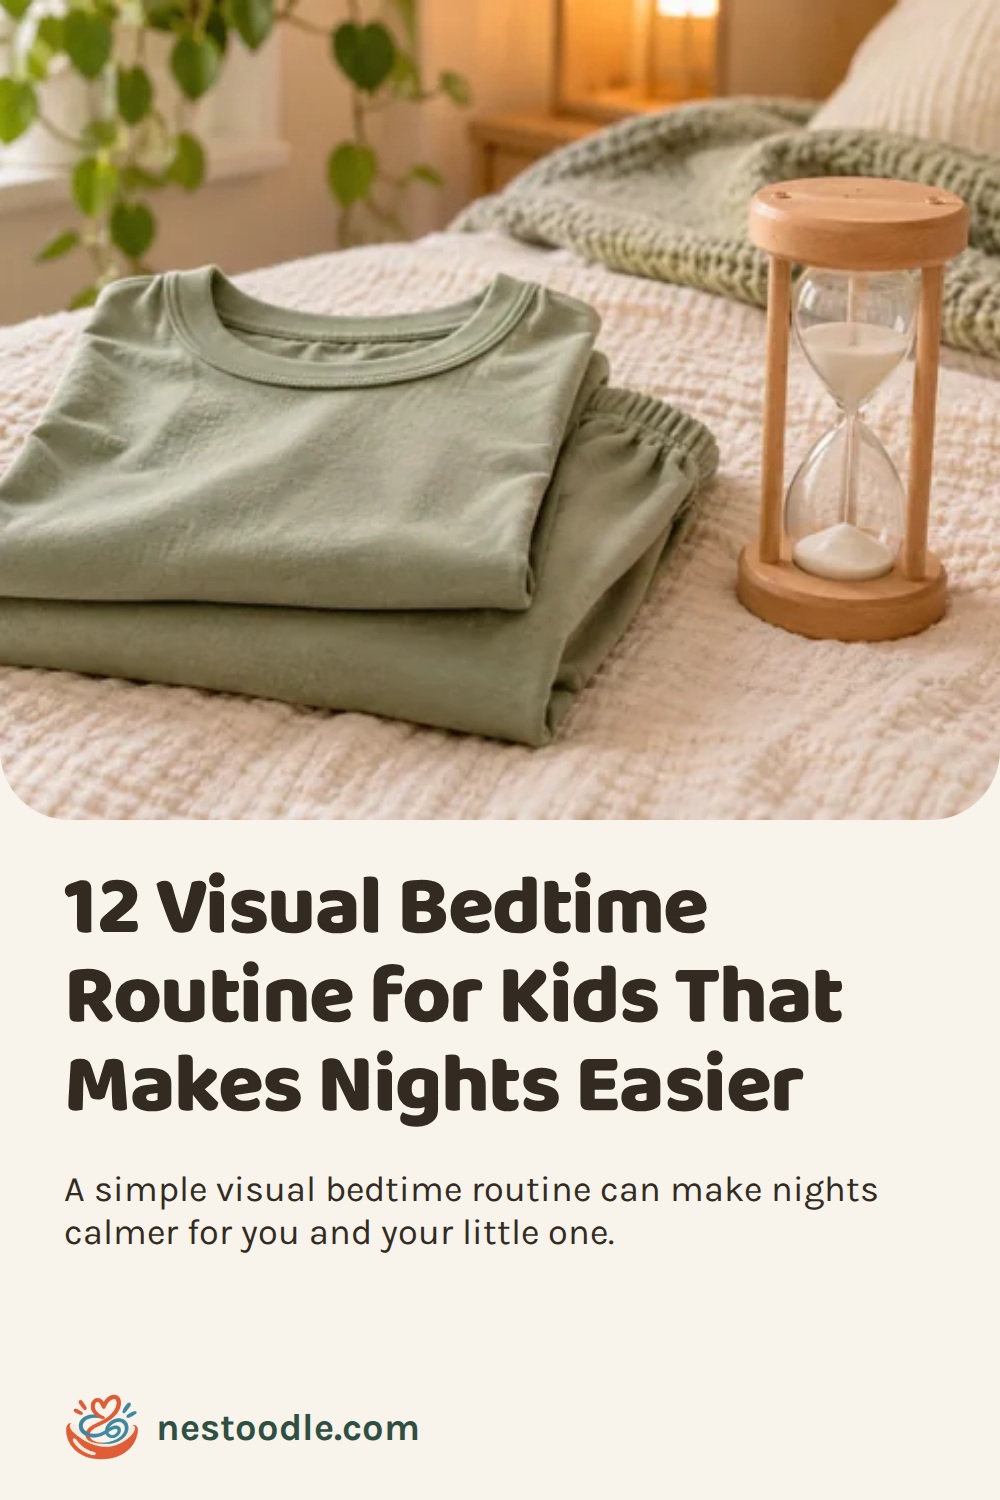 12 Visual Bedtime
Routine for Kids That
Makes Nights Easier
A simple visual bedtime routine can make nights
calmer for you and your little one.
nestoodle.com